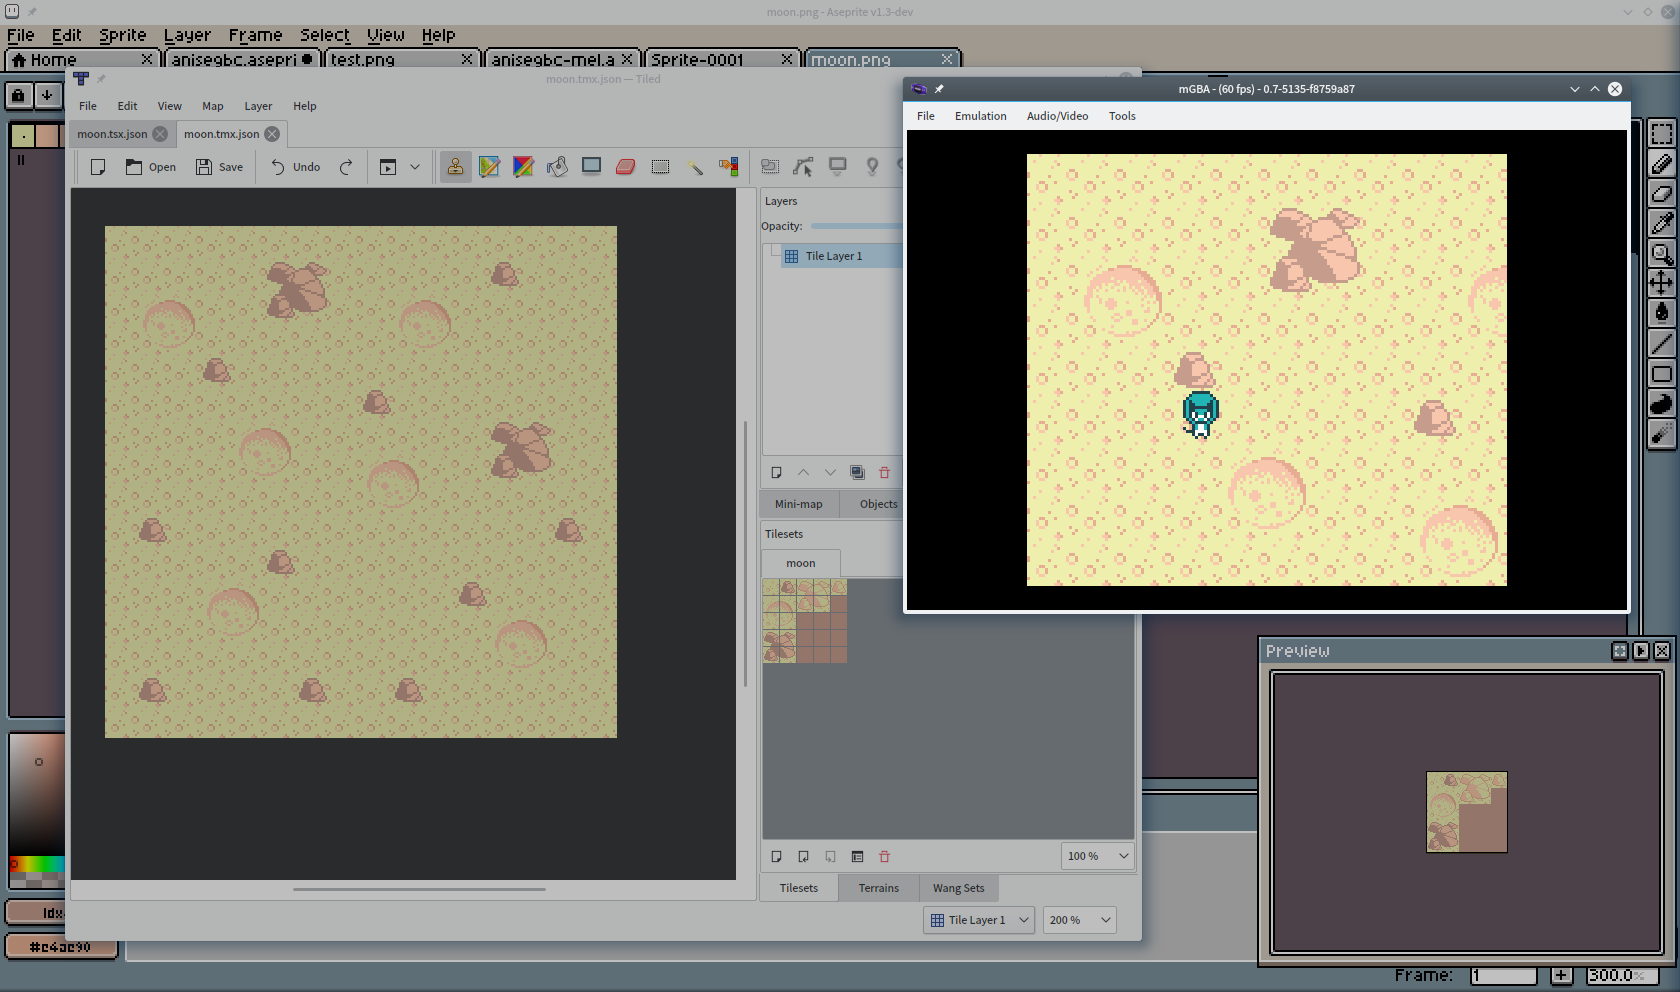 moon.png - Aseprite v1.3-dev
File Edit Sprite Layer Frame Select View Help
Home anisegbc.asepri test.png anisegbc-mel.a Sprite-0001 moon.png
moon.tmx.json — Tiled
File Edit View Map Layer Help
moon.tsx.json moon.tmx.json
Open Save Undo
Layers
Opacity:
Tile Layer 1
Mini-map Objects
Tilesets
moon
100 %
Tilesets Terrains Wang Sets
Tile Layer 1 200 %
mGBA - (60 fps) - 0.7-5135-f8759a87
File Emulation Audio/Video Tools
Preview
Idx
#c4ac90
Frame: 1 + 300.0%